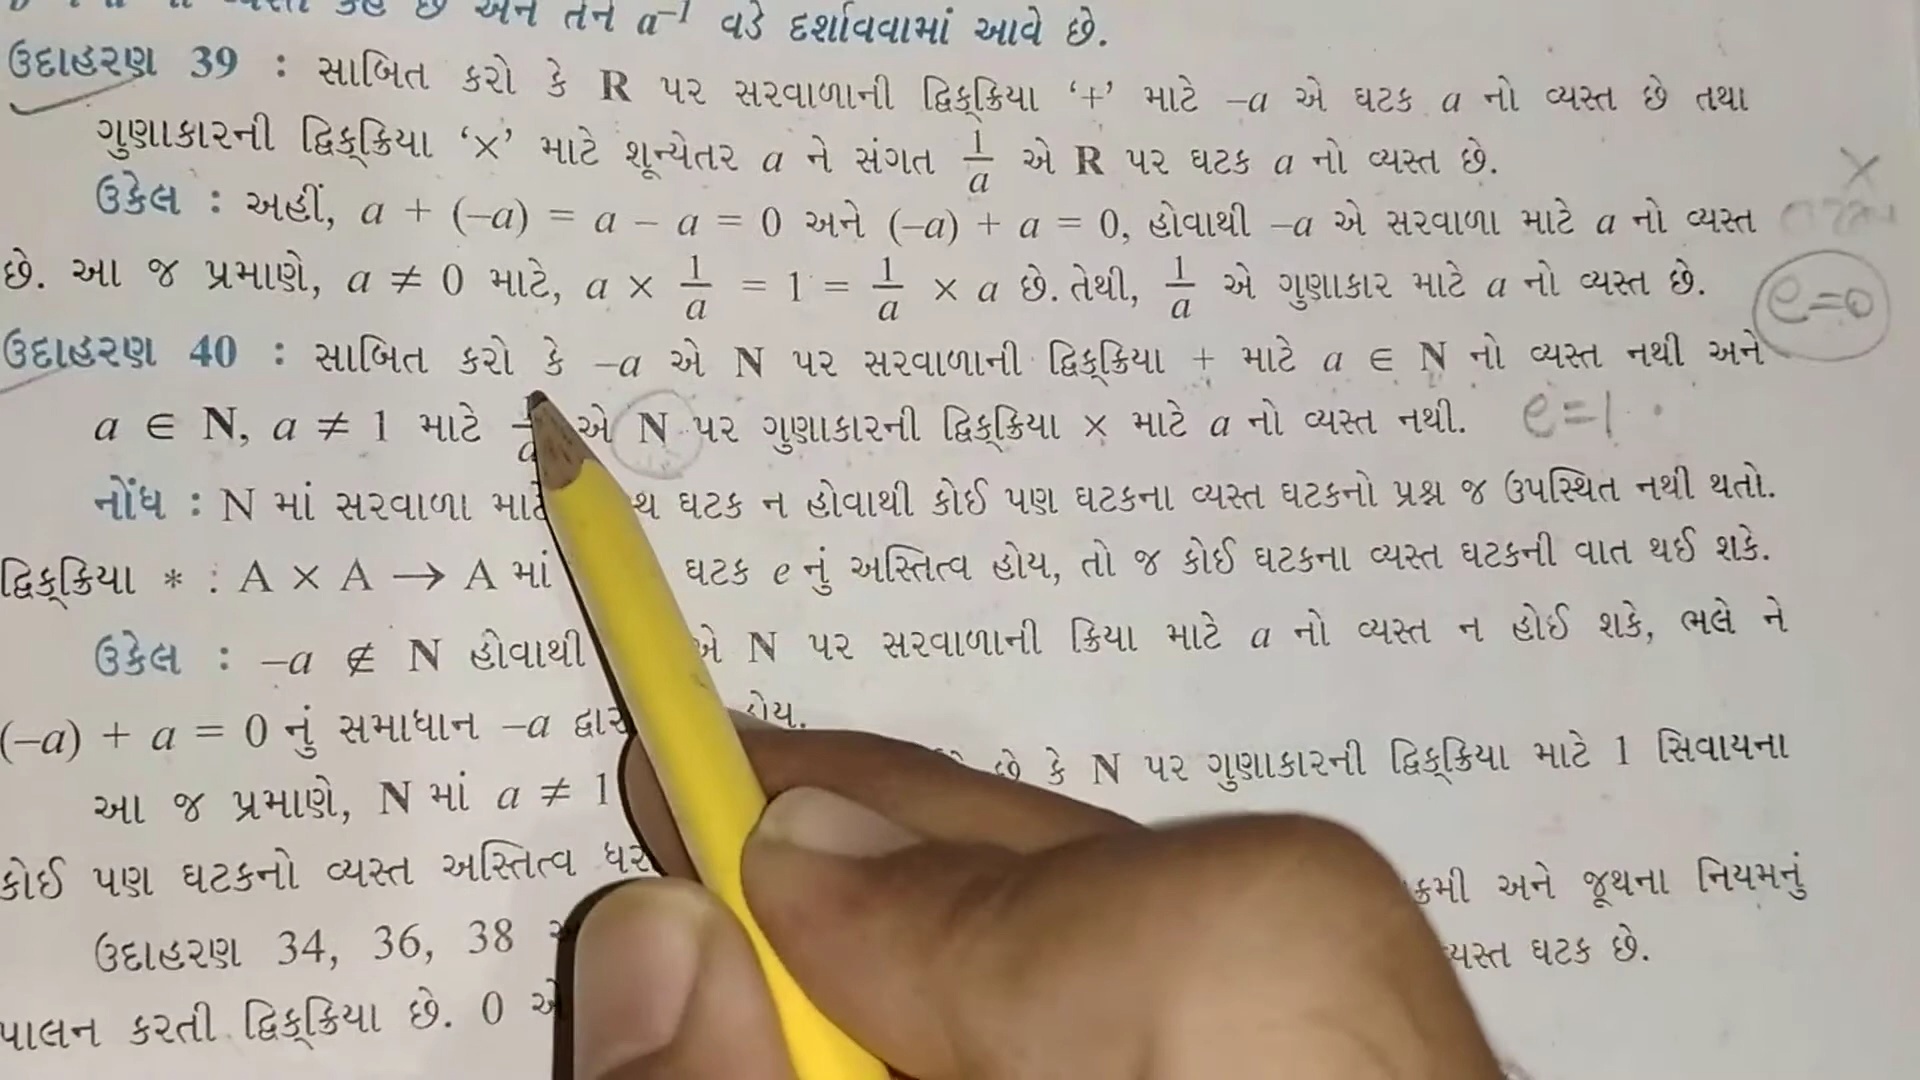 વડે દર્શાવવામાં આવે છે.
ઉદાહરણ 39 : સાબિત કરો કે R પર સરવાળાની દ્વિક્ક્રિયા ‘+’ માટે –a એ ઘટક a નો વ્યસ્ત છે તથા
ગુણાકારની દ્વિક્ક્રિયા ‘×’ માટે શૂન્યેતર a ને સંગત 1/a એ R પર ઘટક a નો વ્યસ્ત છે.
ઉકેલ : અહીં, a + (–a) = a – a = 0 અને (–a) + a = 0, હોવાથી –a એ સરવાળા માટે a નો વ્યસ્ત
છે. આ જ પ્રમાણે, a ≠ 0 માટે, a × 1/a = 1 = 1/a × a છે. તેથી, 1/a એ ગુણાકાર માટે a નો વ્યસ્ત છે.
e=0
ઉદાહરણ 40 : સાબિત કરો કે –a એ N પર સરવાળાની દ્વિક્ક્રિયા + માટે a ∈ N નો વ્યસ્ત નથી અને
a ∈ N, a ≠ 1 માટે એ N પર ગુણાકારની દ્વિક્ક્રિયા × માટે a નો વ્યસ્ત નથી. e=1
નોંધ : N માં સરવાળા માટે ઘટક ન હોવાથી કોઈ પણ ઘટકના વ્યસ્ત ઘટકનો પ્રશ્ન જ ઉપસ્થિત નથી થતો.
દ્વિક્ક્રિયા * : A × A → A માં ઘટક e નું અસ્તિત્વ હોય, તો જ કોઈ ઘટકના વ્યસ્ત ઘટકની વાત થઈ શકે.
ઉકેલ : –a ∉ N હોવાથી એ N પર સરવાળાની ક્રિયા માટે a નો વ્યસ્ત ન હોઈ શકે, ભલે ને
(–a) + a = 0 નું સમાધાન –a હોય.
આ જ પ્રમાણે, N માં a ≠ 1 છે કે N પર ગુણાકારની દ્વિક્ક્રિયા માટે 1 સિવાયના
કોઈ પણ ઘટકનો વ્યસ્ત અસ્તિત્વ અને જૂથના નિયમનું
ઉદાહરણ 34, 36, 38 ઘટક છે.
પાલન કરતી દ્વિક્ક્રિયા છે. 0 એ